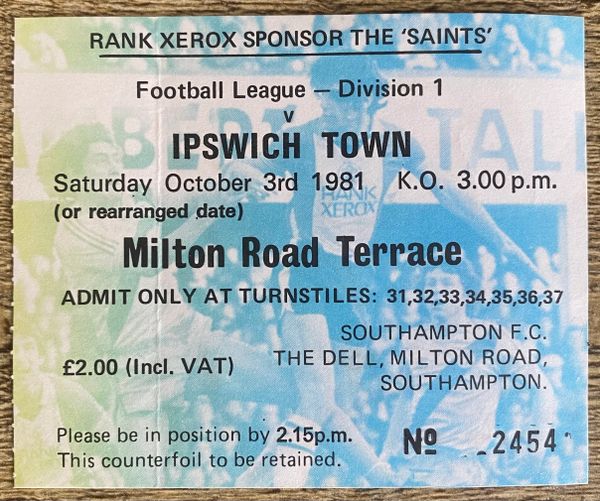 RANK XEROX SPONSOR THE 'SAINTS'
Football League — Division 1
v
IPSWICH TOWN
Saturday October 3rd 1981 K.O. 3.00 p.m.
(or rearranged date)
RANK
XEROX
Milton Road Terrace
ADMIT ONLY AT TURNSTILES: 31,32,33,34,35,36,37
SOUTHAMPTON F.C.
£2.00 (Incl. VAT) THE DELL, MILTON ROAD,
SOUTHAMPTON.
Please be in position by 2.15p.m. Nº 2454
This counterfoil to be retained.